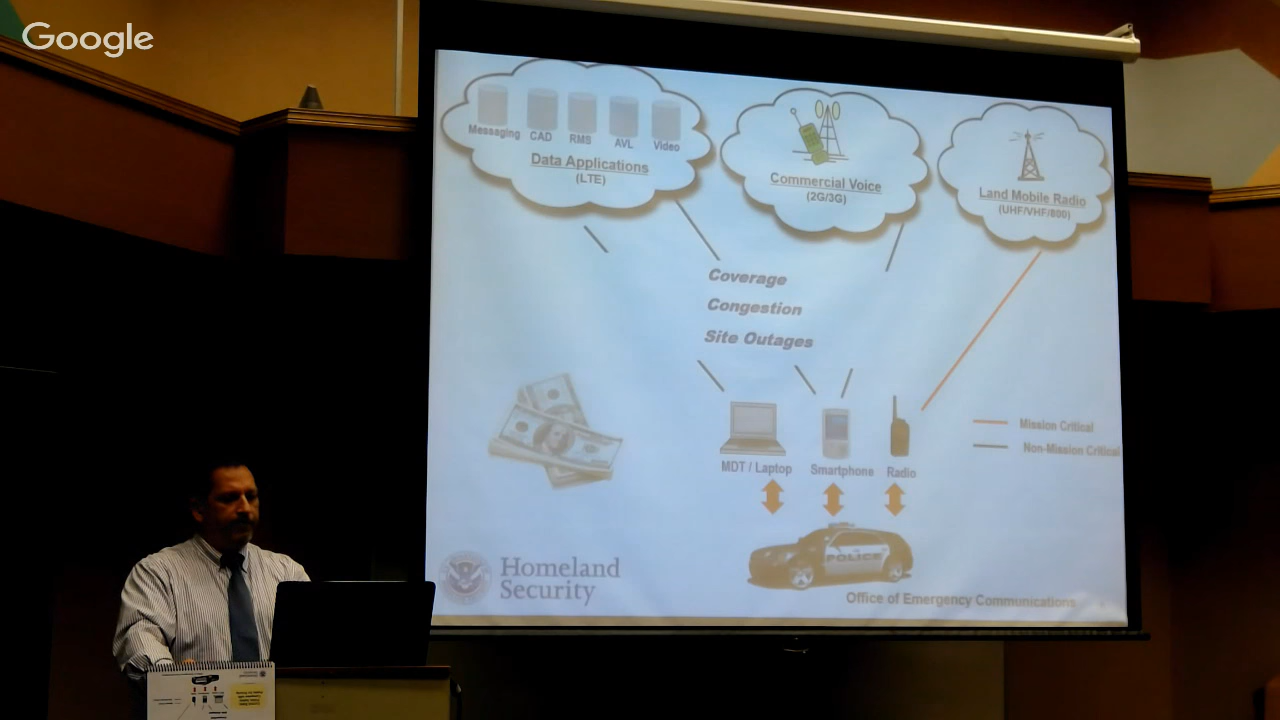 Google
Messaging CAD RMS AVL Video
Data Applications
(LTE)
Commercial Voice
(2G/3G)
Land Mobile Radio
(UHF/VHF/800)
Coverage
Congestion
Site Outages
Mission Critical
Non-Mission Critical
MDT / Laptop Smartphone Radio
POLICE
Homeland
Security
Office of Emergency Communications